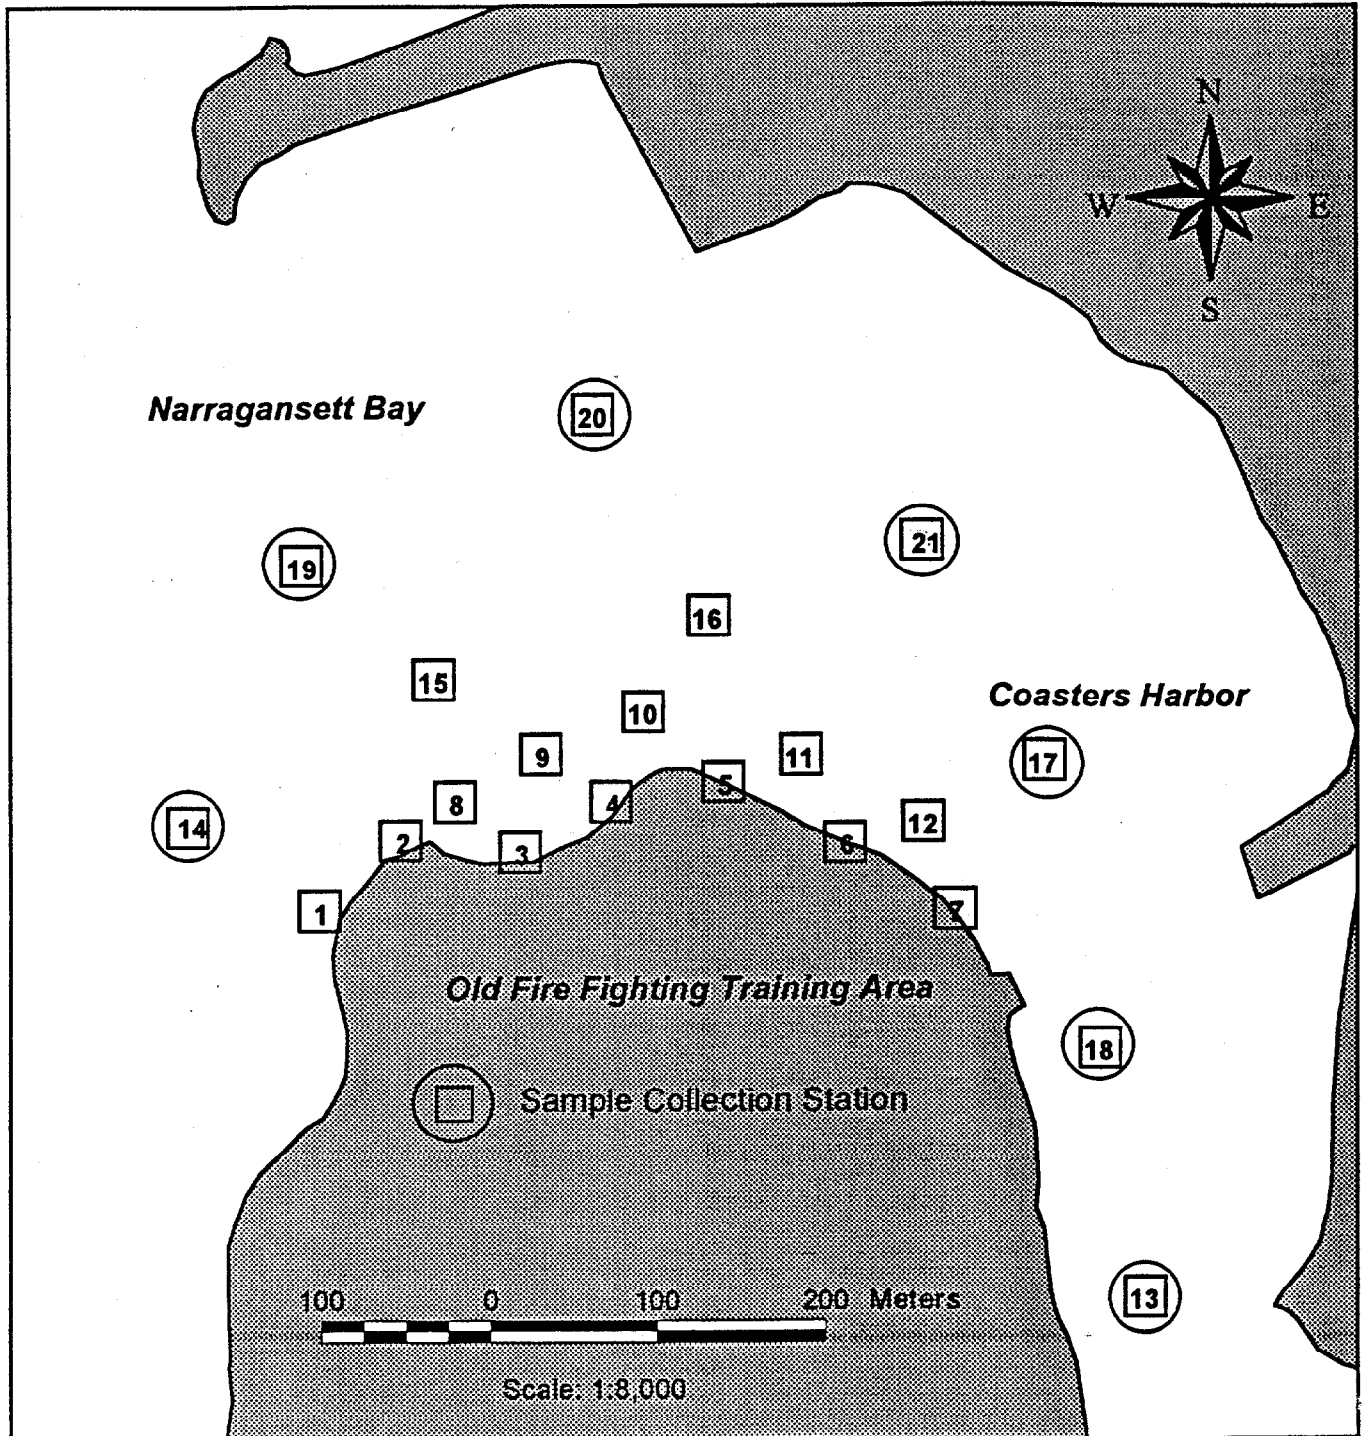 N
W E
S
Narragansett Bay
20
21
19
16
15
Coasters Harbor
10
9
11
17
8
4
5
14
2
3
12
6
1
7
Old Fire Fighting Training Area
18
Sample Collection Station
13
100 0 100 200 Meters
Scale: 1:8,000